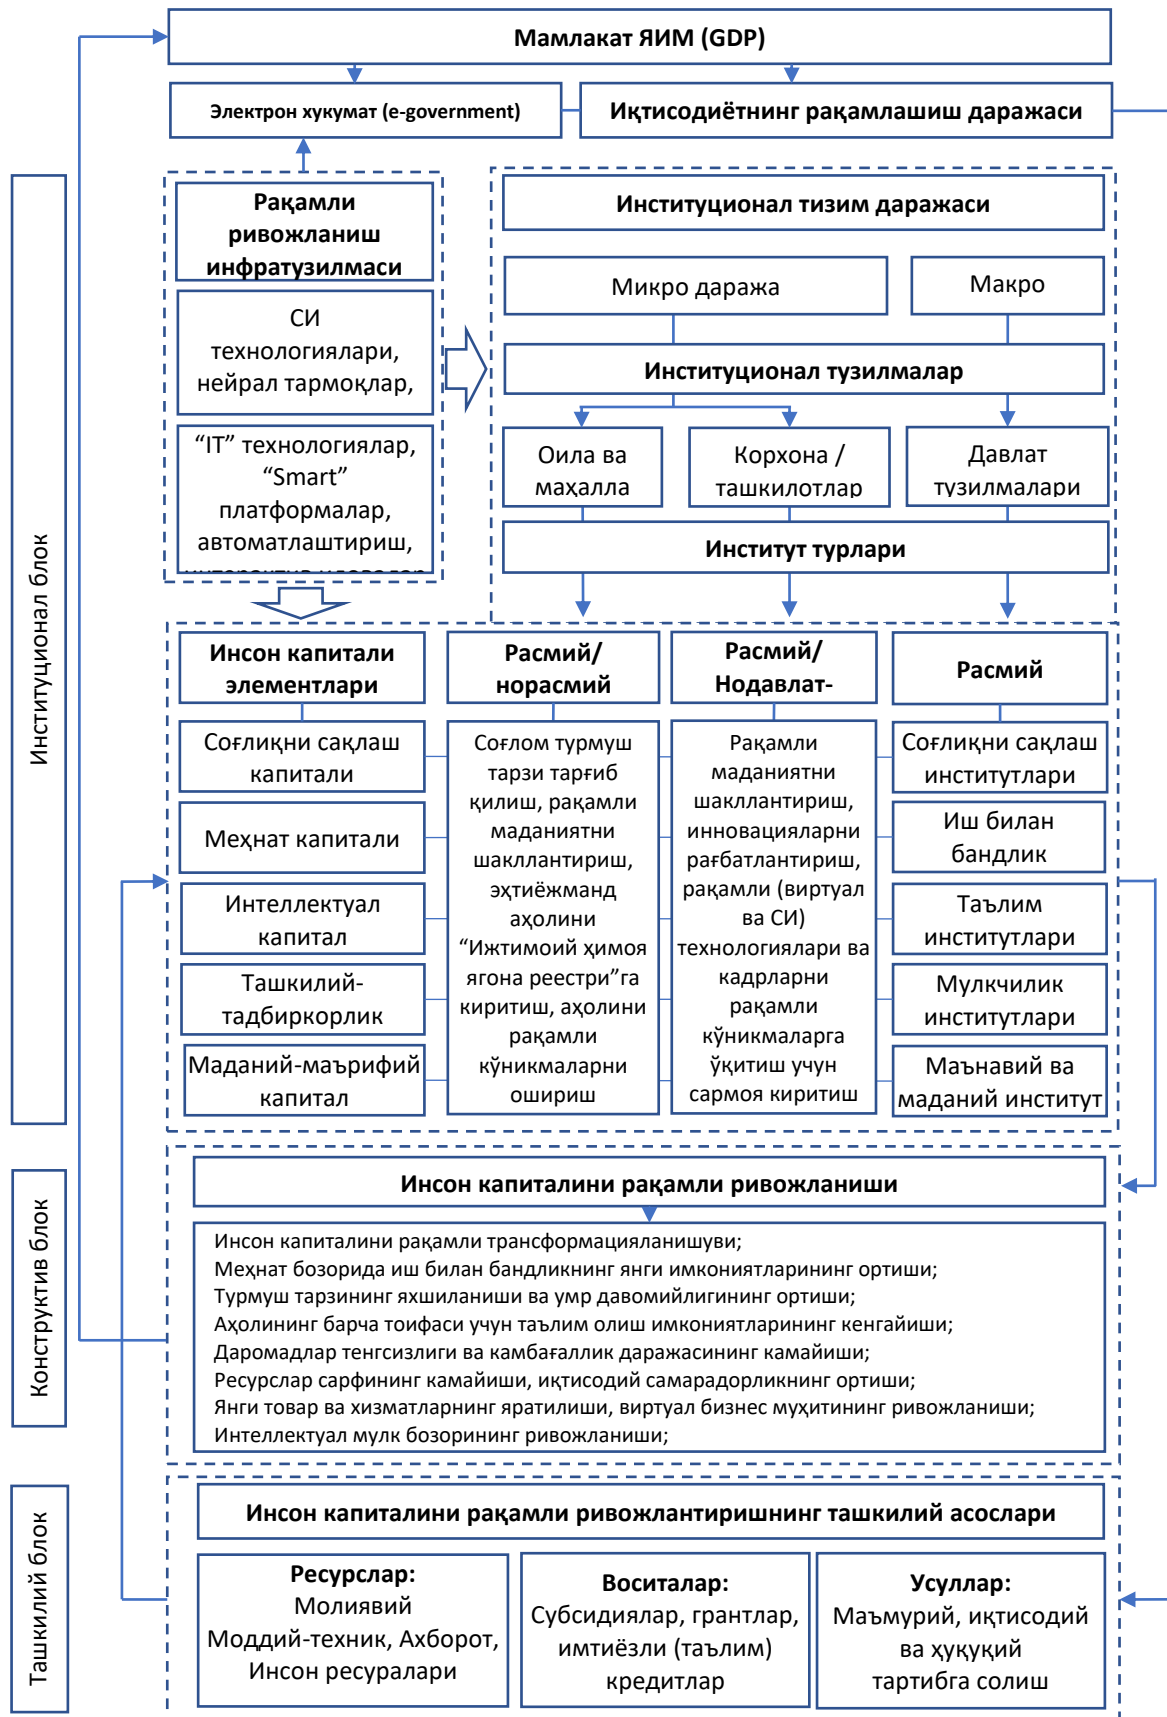 Мамлакат ЯИМ (GDP)
Электрон хукумат (e-government)
Иқтисодиётнинг рақамлашиш даражаси
Институционал блок
Рақамли
ривожланиш
инфратузилмаси
СИ
технологиялари,
нейрал тармоқлар,
“IT” технологиялар,
“Smart”
платформалар,
автоматлаштириш,
Институционал тизим даражаси
Микро даража
Макро
Институционал тузилмалар
Оила ва
маҳалла
Корхона /
ташкилотлар
Давлат
тузилмалари
Институт турлари
Инсон капитали
элементлари
Расмий/
норасмий
Расмий/
Нодавлат-
Расмий
Соғлиқни сақлаш
капитали
Меҳнат капитали
Интеллектуал
капитал
Ташкилий-
тадбиркорлик
Маданий-маърифий
капитал
Соғлом турмуш
тарзи тарғиб
қилиш, рақамли
маданиятни
шакллантириш,
эҳтиёжманд
аҳолини
“Ижтимоий ҳимоя
ягона реестри”га
киритиш, аҳолини
рақамли
кўникмаларни
ошириш
Рақамли
маданиятни
шакллантириш,
инновацияларни
рағбатлантириш,
рақамли (виртуал
ва СИ)
технологиялари ва
кадрларни
рақамли
кўникмаларга
ўқитиш учун
сармоя киритиш
Соғлиқни сақлаш
институтлари
Иш билан
бандлик
Таълим
институтлари
Мулкчилик
институтлари
Маънавий ва
маданий институт
Конструктив блок
Инсон капиталини рақамли ривожланиши
Инсон капиталини рақамли трансформацияланишуви;
Меҳнат бозорида иш билан бандликнинг янги имкониятларининг ортиши;
Турмуш тарзининг яхшиланиши ва умр давомийлигининг ортиши;
Аҳолининг барча тоифаси учун таълим олиш имкониятларининг кенгайиши;
Даромадлар тенгсизлиги ва камбағаллик даражасининг камайиши;
Ресурслар сарфининг камайиши, иқтисодий самарадорликнинг ортиши;
Янги товар ва хизматларнинг яратилиши, виртуал бизнес муҳитининг ривожланиши;
Интеллектуал мулк бозорининг ривожланиши;
Ташкилий блок
Инсон капиталини рақамли ривожлантиришнинг ташкилий асослари
Ресурслар:
Молиявий
Моддий-техник, Ахборот,
Инсон ресуралари
Воситалар:
Субсидиялар, грантлар,
имтиёзли (таълим)
кредитлар
Усуллар:
Маъмурий, иқтисодий
ва ҳуқуқий
тартибга солиш